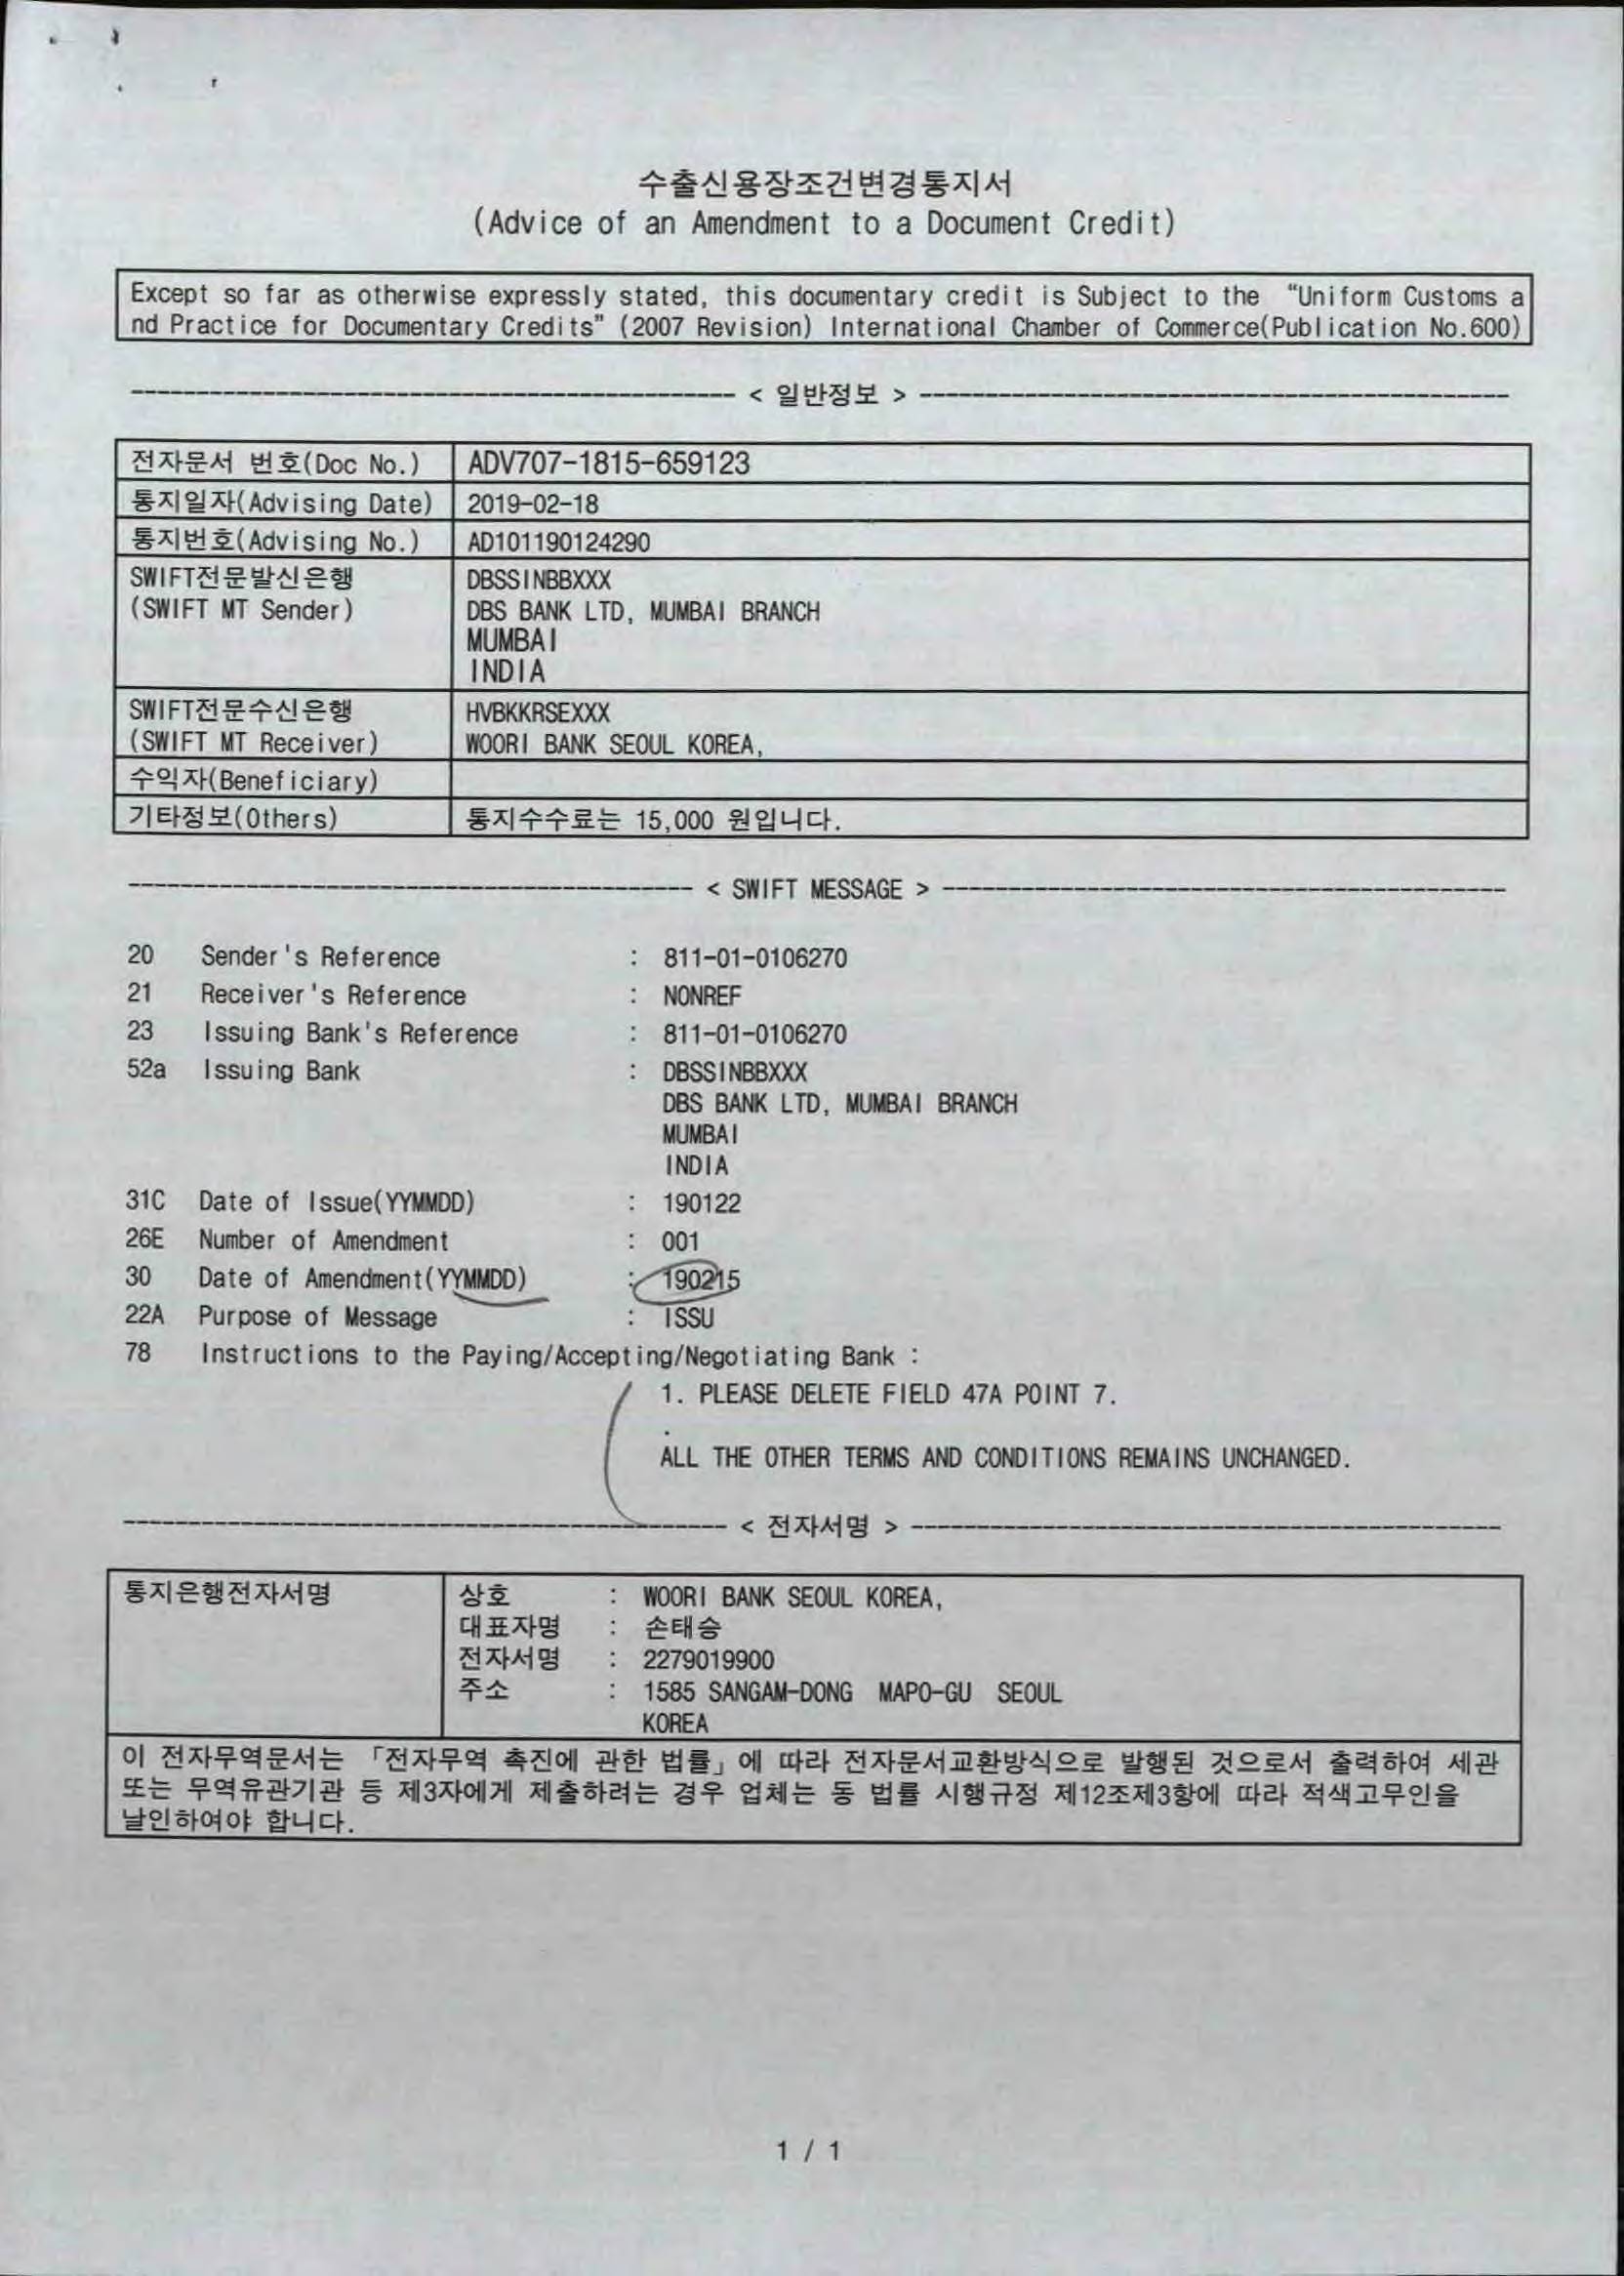 수출신용장조건변경통지서
(Advice of an Amendment to a Document Credit)
Except so far as otherwise expressly stated, this documentary credit is Subject to the “Uniform Customs a
nd Practice for Documentary Credits” (2007 Revision) International Chamber of Commerce(Publication No.600)
< 일반정보 >
전자문서 번호(Doc No.) ADV707-1815-659123
통지일자(Advising Date) 2019-02-18
통지번호(Advising No.) AD101190124290
SWIFT전문발신은행 DBSSINBBXXX
(SWIFT MT Sender) DBS BANK LTD, MUMBAI BRANCH
MUMBAI
INDIA
SWIFT전문수신은행 HVBKKRSEXXX
(SWIFT MT Receiver) WOORI BANK SEOUL KOREA,
수익자(Beneficiary)
기타정보(Others) 통지수수료는 15,000 원입니다.
< SWIFT MESSAGE >
20 Sender's Reference : 811-01-0106270
21 Receiver's Reference : NONREF
23 Issuing Bank's Reference : 811-01-0106270
52a Issuing Bank : DBSSINBBXXX
DBS BANK LTD, MUMBAI BRANCH
MUMBAI
INDIA
31C Date of Issue(YYMMDD) : 190122
26E Number of Amendment : 001
30 Date of Amendment(YYMMDD) : 190215
22A Purpose of Message : ISSU
78 Instructions to the Paying/Accepting/Negotiating Bank :
1. PLEASE DELETE FIELD 47A POINT 7.
.
ALL THE OTHER TERMS AND CONDITIONS REMAINS UNCHANGED.
< 전자서명 >
통지은행전자서명 상호 : WOORI BANK SEOUL KOREA,
대표자명 : 손태승
전자서명 : 2279019900
주소 : 1585 SANGAM-DONG MAPO-GU SEOUL
KOREA
이 전자무역문서는 「전자무역 촉진에 관한 법률」에 따라 전자문서교환방식으로 발행된 것으로서 출력하여 세관
또는 무역유관기관 등 제3자에게 제출하려는 경우 업체는 동 법률 시행규정 제12조제3항에 따라 적색고무인을
날인하여야 합니다.
1 / 1